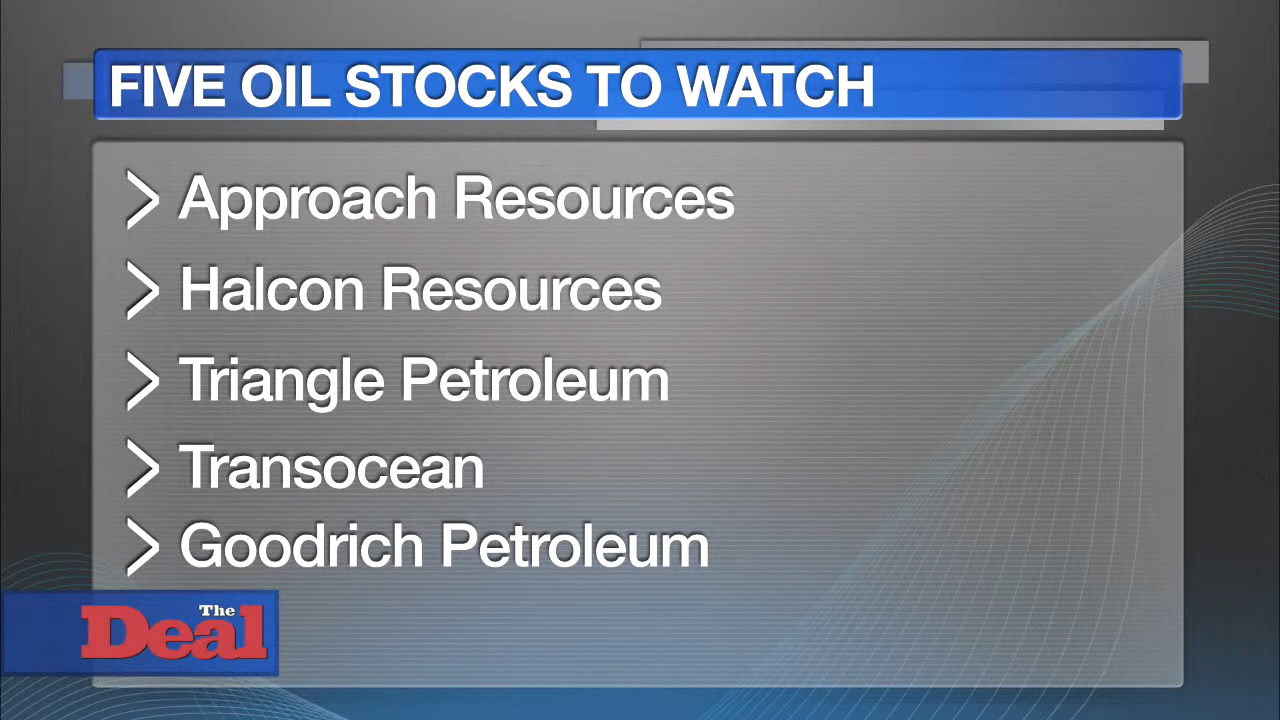 FIVE OIL STOCKS TO WATCH
Approach Resources
Halcon Resources
Triangle Petroleum
Transocean
Goodrich Petroleum
The
Deal